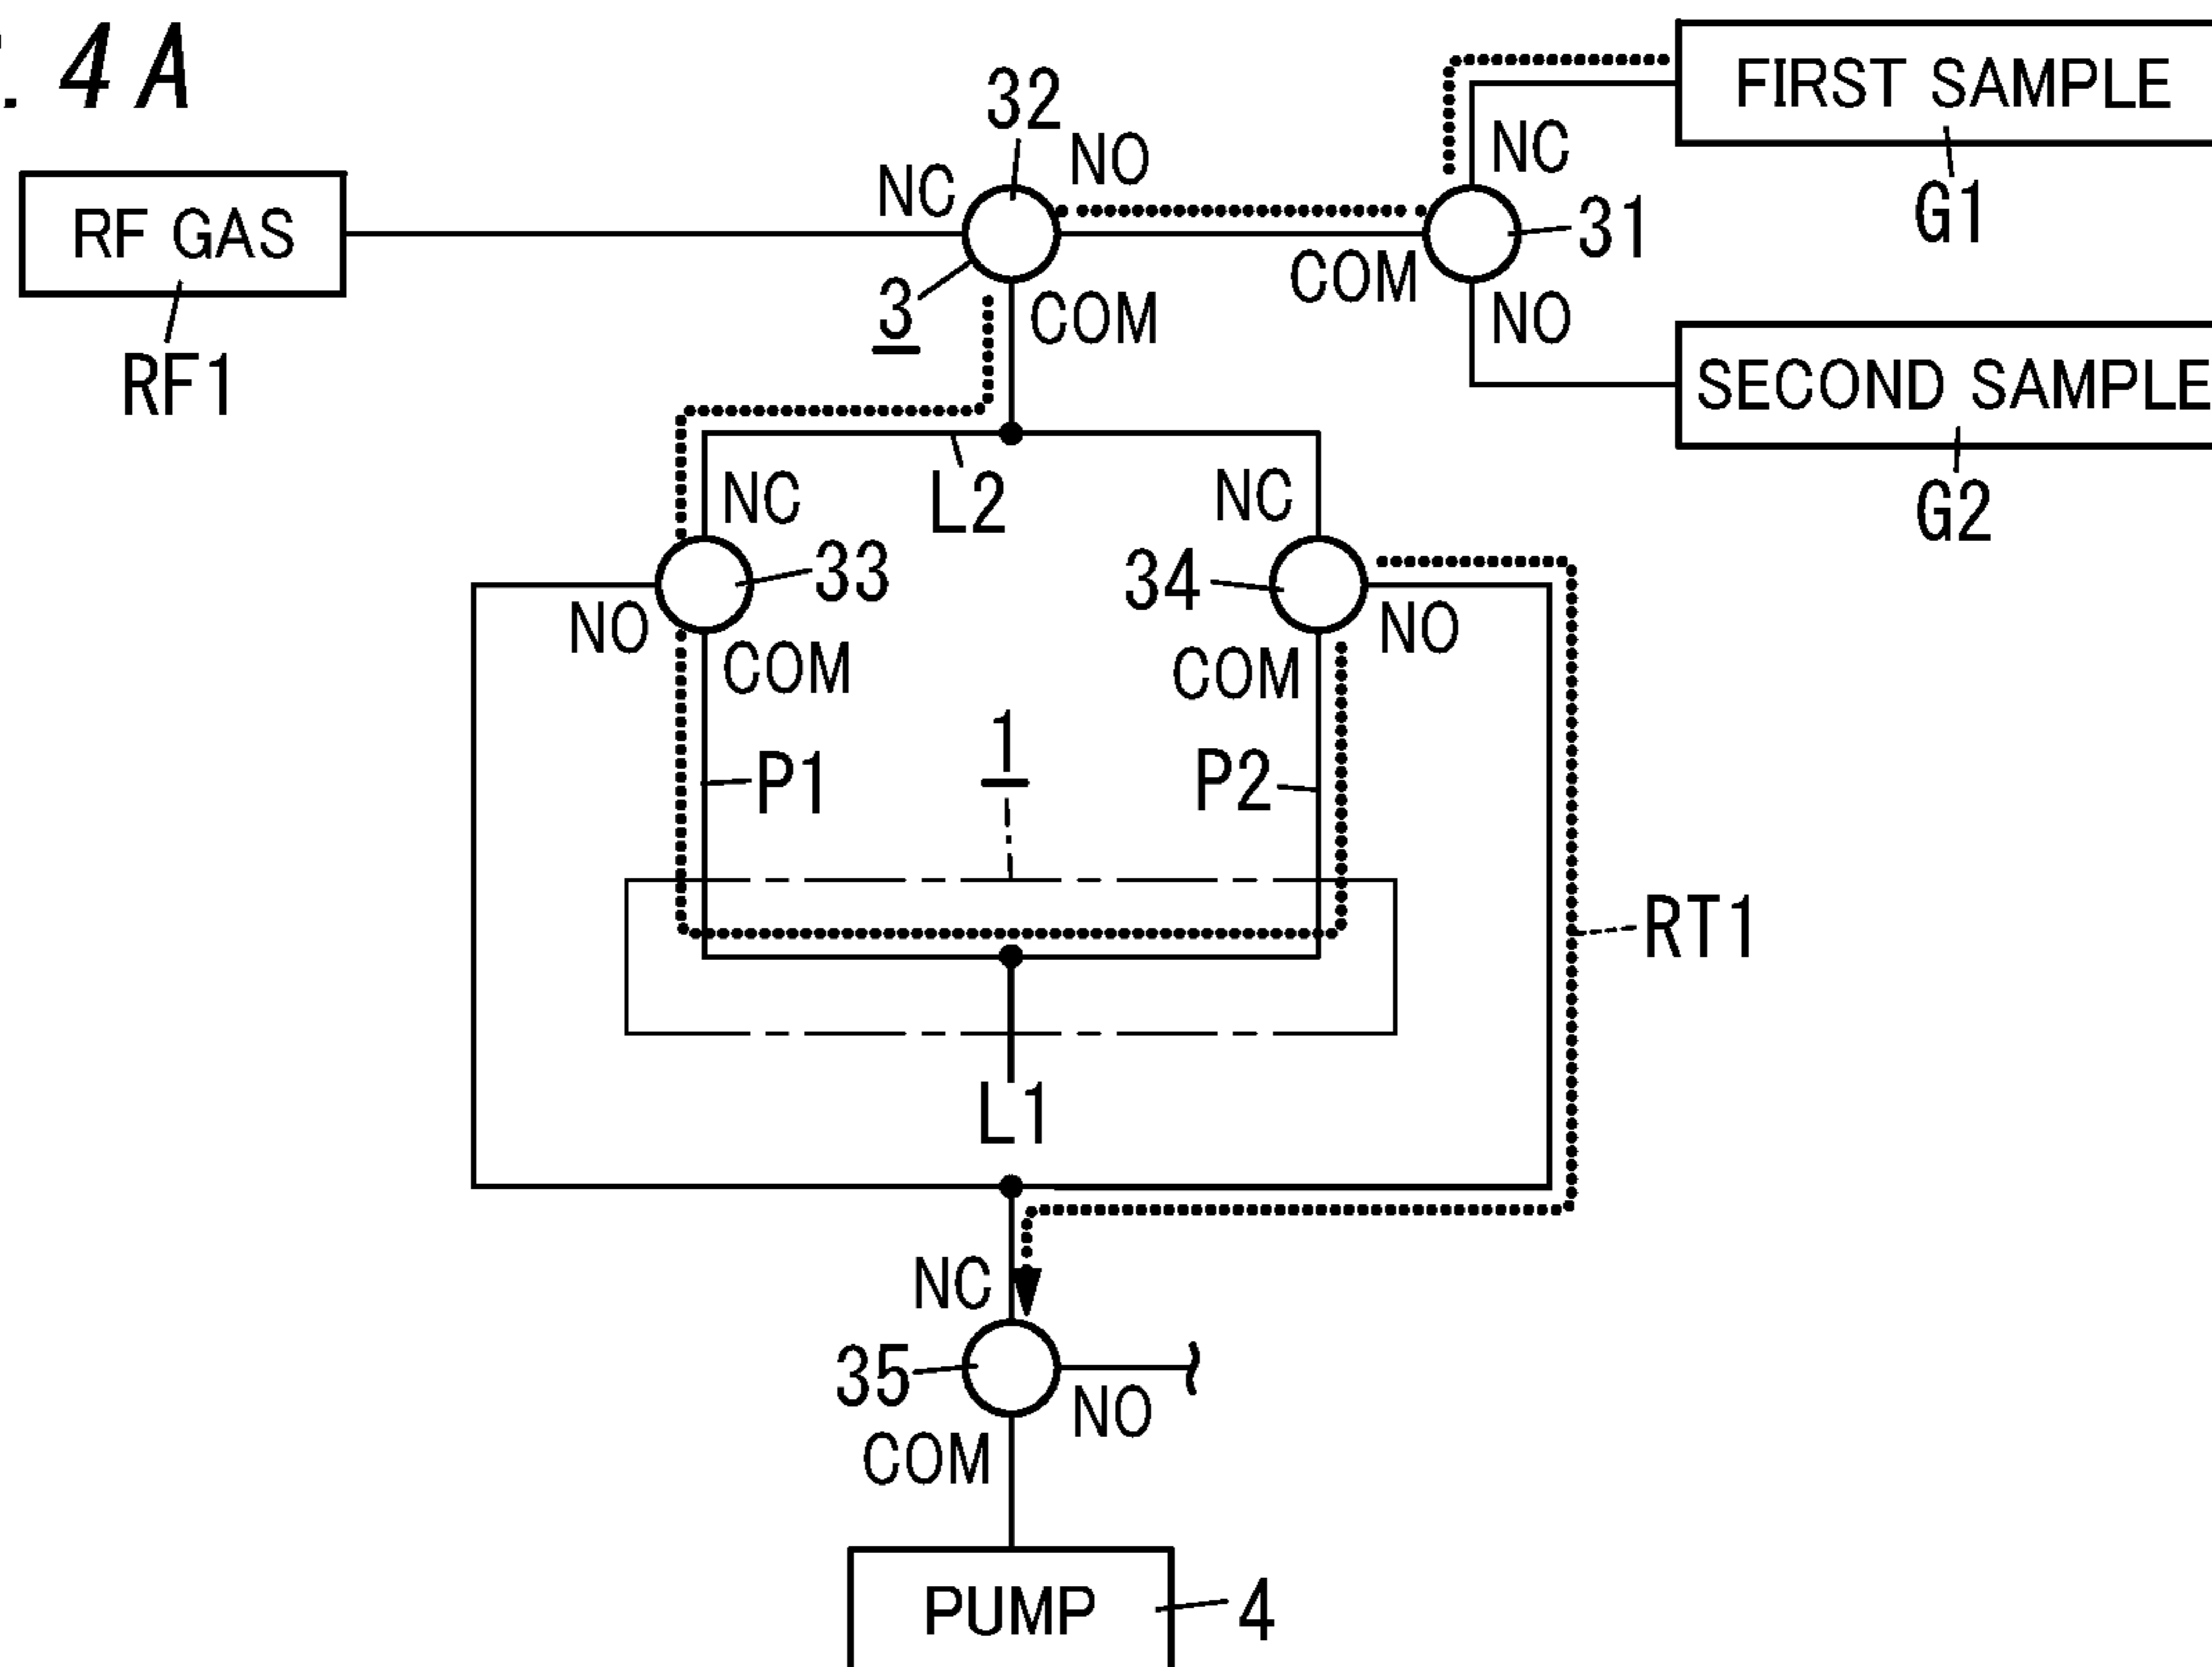 . 4A
FIRST SAMPLE
32
NO
NC
NC
RF GAS
31
G1
COM
3
COM
NO
RF1
SECOND SAMPLE
NC
L2
NC
G2
33
34
NO
NO
COM
COM
1
P1
P2
RT1
L1
NC
35
NO
COM
PUMP
4